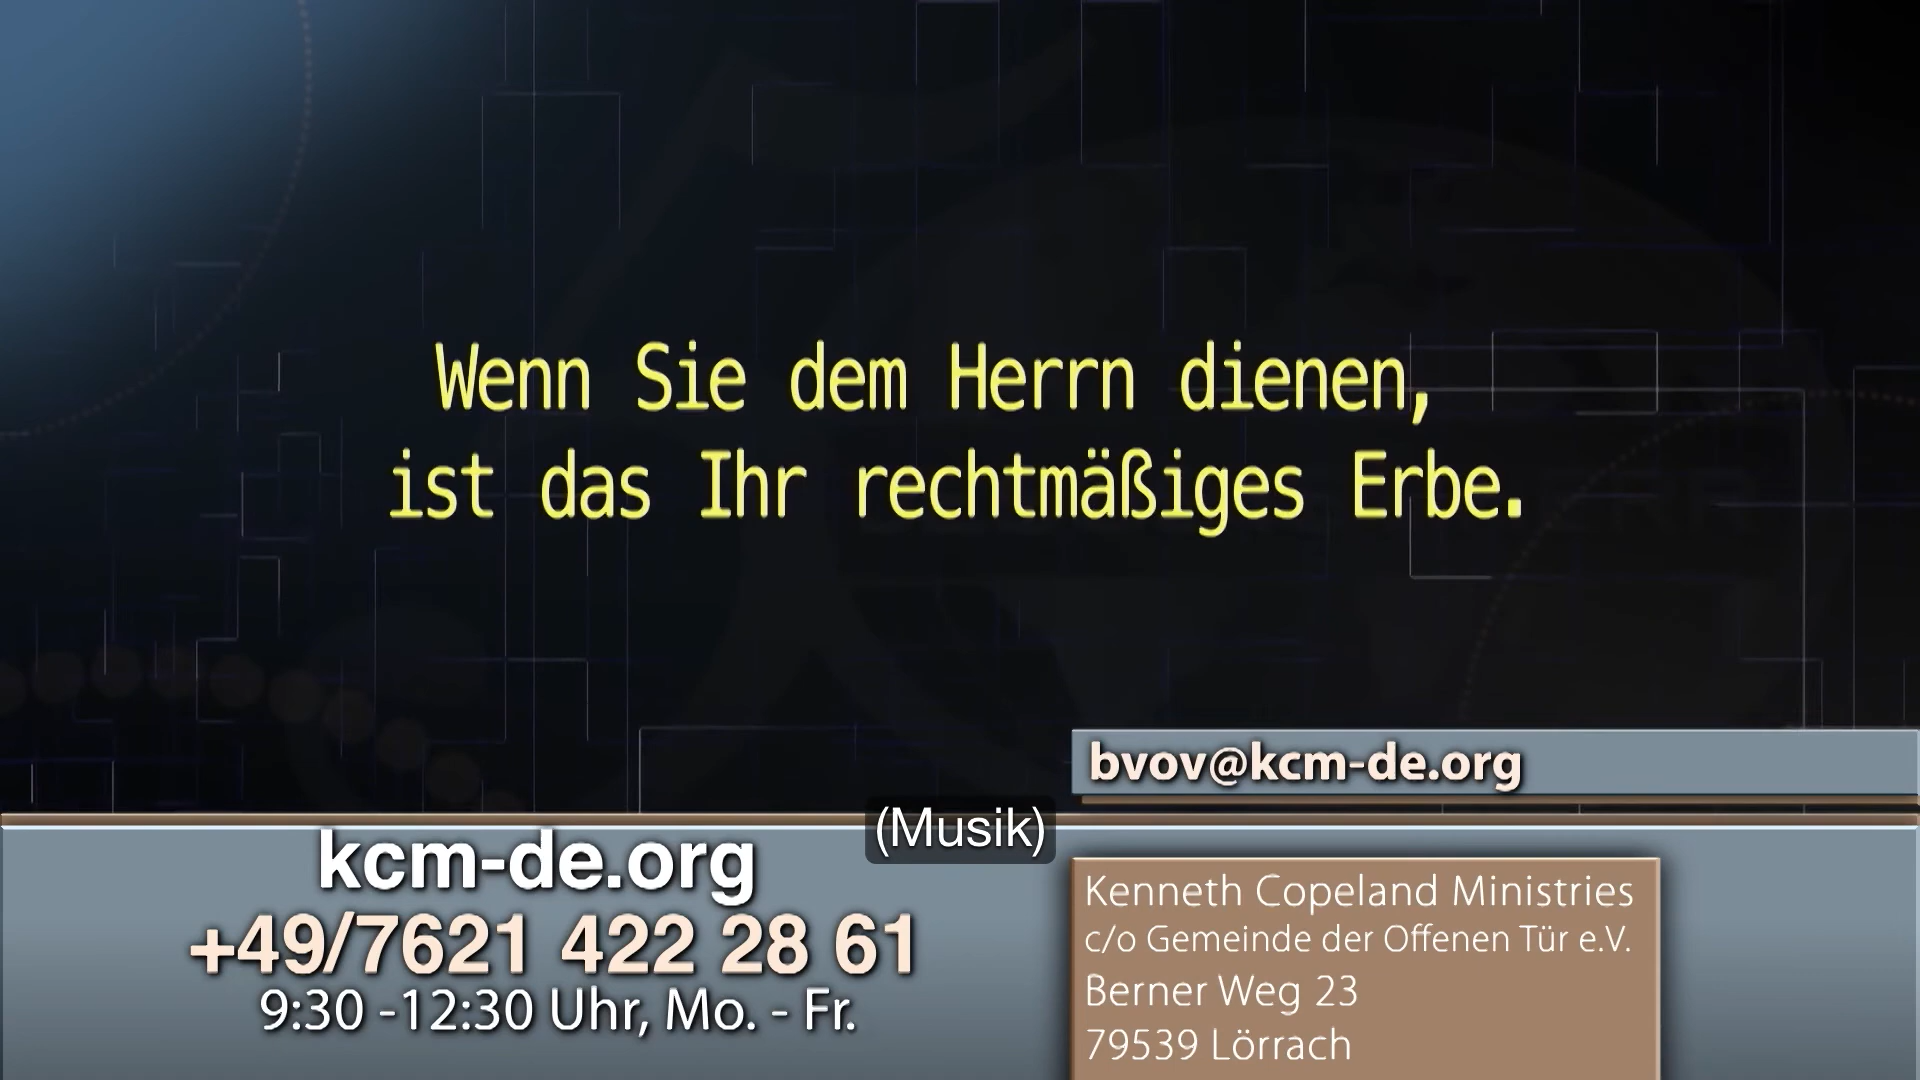 Wenn Sie dem Herrn dienen,
ist das Ihr rechtmäßiges Erbe.
bvov@kcm-de.org
(Musik)
kcm-de.org
+49/7621 422 28 61
9:30 -12:30 Uhr, Mo. - Fr.
Kenneth Copeland Ministries
c/o Gemeinde der Offenen Tür e.V.
Berner Weg 23
79539 Lörrach